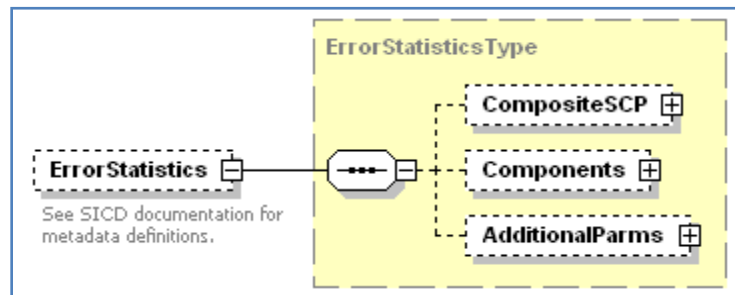 ErrorStatisticsType
CompositeSCP
ErrorStatistics
Components
See SICD documentation for
metadata definitions.
AdditionalParms